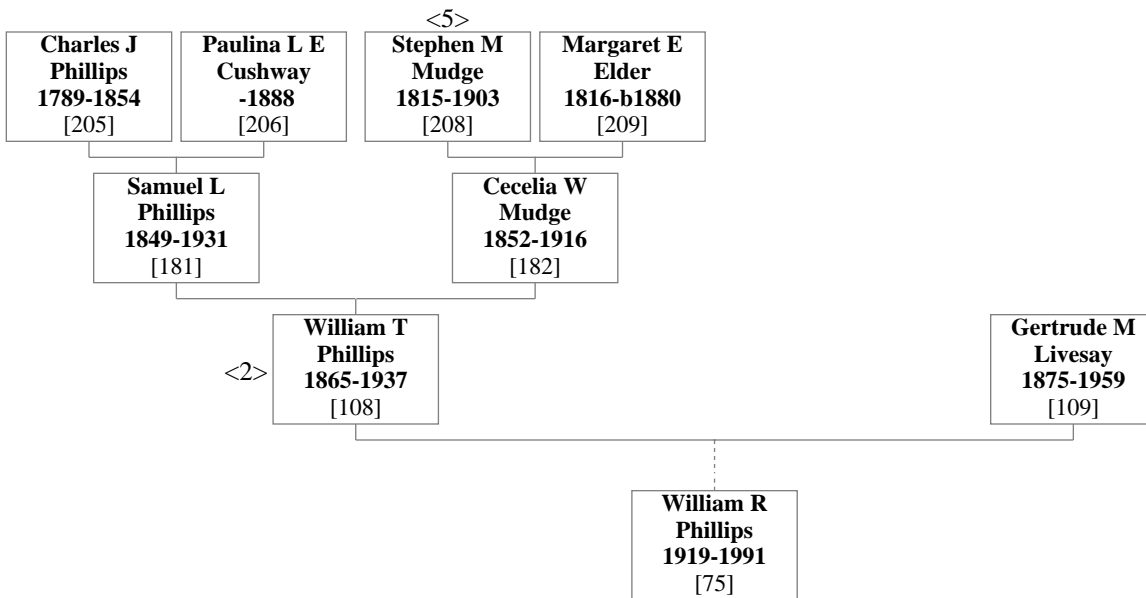 <5>
Charles J
Phillips
1789-1854
[205]
Paulina L E
Cushway
-1888
[206]
Stephen M
Mudge
1815-1903
[208]
Margaret E
Elder
1816-b1880
[209]
Samuel L
Phillips
1849-1931
[181]
Cecelia W
Mudge
1852-1916
[182]
<2>
William T
Phillips
1865-1937
[108]
Gertrude M
Livesay
1875-1959
[109]
William R
Phillips
1919-1991
[75]